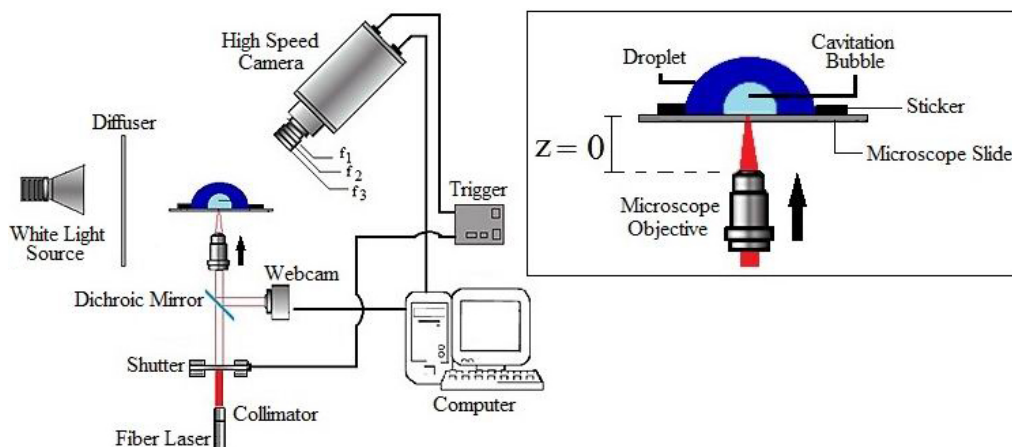 High Speed
Camera
Diffuser
f1
f2
f3
White Light
Source
Trigger
Webcam
Dichroic Mirror
Shutter
Collimator
Computer
Fiber Laser
Cavitation
Bubble
Droplet
Sticker
z = 0
Microscope Slide
Microscope
Objective